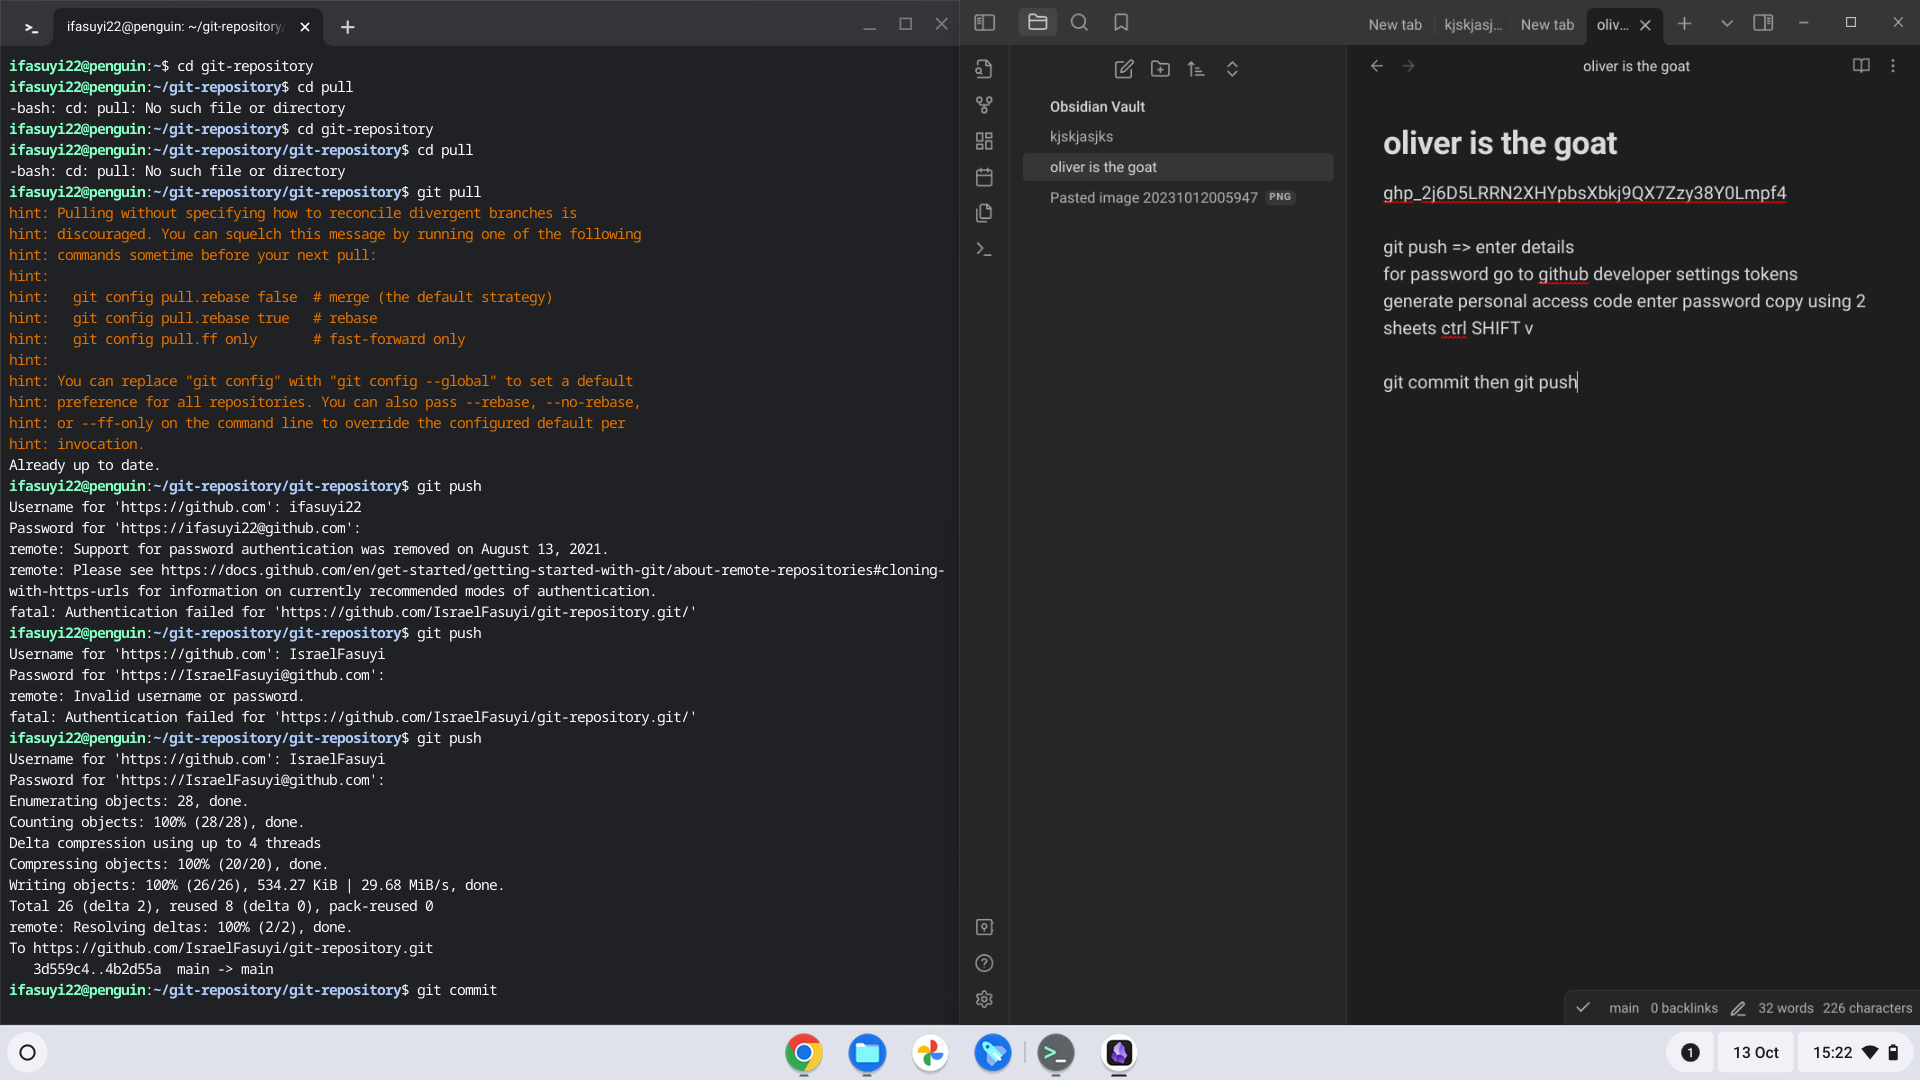 ifasuyi22@penguin: ~/git-repository/
ifasuyi22@penguin:~$ cd git-repository
ifasuyi22@penguin:~/git-repository$ cd pull
-bash: cd: pull: No such file or directory
ifasuyi22@penguin:~/git-repository$ cd git-repository
ifasuyi22@penguin:~/git-repository/git-repository$ cd pull
-bash: cd: pull: No such file or directory
ifasuyi22@penguin:~/git-repository/git-repository$ git pull
hint: Pulling without specifying how to reconcile divergent branches is
hint: discouraged. You can squelch this message by running one of the following
hint: commands sometime before your next pull:
hint:
hint:   git config pull.rebase false  # merge (the default strategy)
hint:   git config pull.rebase true   # rebase
hint:   git config pull.ff only       # fast-forward only
hint:
hint: You can replace "git config" with "git config --global" to set a default
hint: preference for all repositories. You can also pass --rebase, --no-rebase,
hint: or --ff-only on the command line to override the configured default per
hint: invocation.
Already up to date.
ifasuyi22@penguin:~/git-repository/git-repository$ git push
Username for 'https://github.com': ifasuyi22
Password for 'https://ifasuyi22@github.com':
remote: Support for password authentication was removed on August 13, 2021.
remote: Please see https://docs.github.com/en/get-started/getting-started-with-git/about-remote-repositories#cloning-
with-https-urls for information on currently recommended modes of authentication.
fatal: Authentication failed for 'https://github.com/IsraelFasuyi/git-repository.git/'
ifasuyi22@penguin:~/git-repository/git-repository$ git push
Username for 'https://github.com': IsraelFasuyi
Password for 'https://IsraelFasuyi@github.com':
remote: Invalid username or password.
fatal: Authentication failed for 'https://github.com/IsraelFasuyi/git-repository.git/'
ifasuyi22@penguin:~/git-repository/git-repository$ git push
Username for 'https://github.com': IsraelFasuyi
Password for 'https://IsraelFasuyi@github.com':
Enumerating objects: 28, done.
Counting objects: 100% (28/28), done.
Delta compression using up to 4 threads
Compressing objects: 100% (20/20), done.
Writing objects: 100% (26/26), 534.27 KiB | 29.68 MiB/s, done.
Total 26 (delta 2), reused 8 (delta 0), pack-reused 0
remote: Resolving deltas: 100% (2/2), done.
To https://github.com/IsraelFasuyi/git-repository.git
   3d559c4..4b2d55a  main -> main
ifasuyi22@penguin:~/git-repository/git-repository$ git commit
New tab kjskjasj... New tab oliv...
Obsidian Vault
kjskjasjks
oliver is the goat
Pasted image 20231012005947 PNG
oliver is the goat
oliver is the goat
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
git push => enter details
for password go to github developer settings tokens
generate personal access code enter password copy using 2
sheets ctrl SHIFT v
git commit then git push
main 0 backlinks 32 words 226 characters
1 13 Oct 15:22